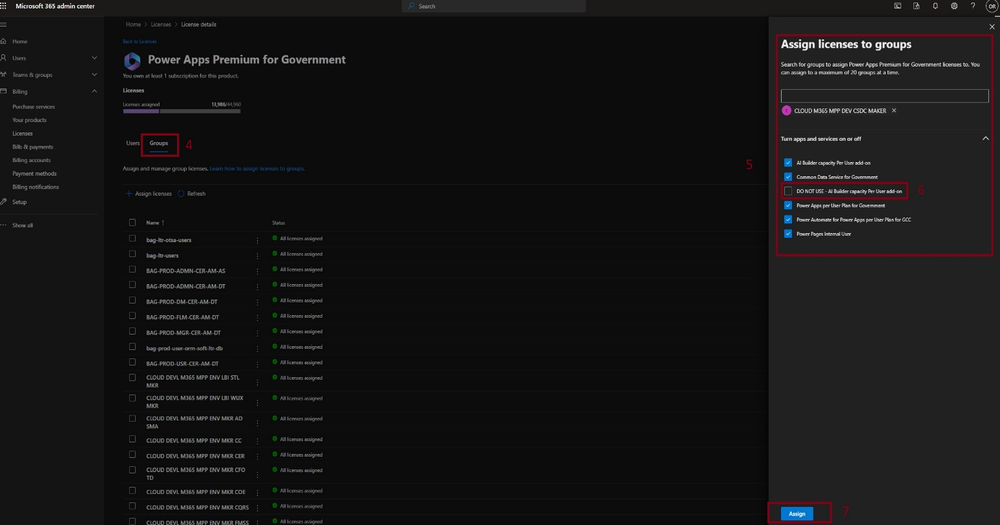 Microsoft 365 admin center
Search
OR
Home
Users
Teams & groups
Billing
Purchase services
Your products
Licenses
Bills & payments
Billing accounts
Payment methods
Billing notifications
Setup
Show all
Home > Licenses > License details
Back to Licenses
Power Apps Premium for Government
You own at least 1 subscription for this product.
Licenses
Licenses assigned 13,986/44,960
Users Groups 4
Assign and manage group licenses. Learn how to assign licenses to groups.
+ Assign licenses Refresh
Name ↑ Status
bag-ltr-otsa-users All licenses assigned
bag-ltr-users All licenses assigned
BAG-PROD-ADMN-CER-AM-AS All licenses assigned
BAG-PROD-ADMN-CER-AM-DT All licenses assigned
BAG-PROD-DM-CER-AM-DT All licenses assigned
BAG-PROD-FLM-CER-AM-DT All licenses assigned
BAG-PROD-MGR-CER-AM-DT All licenses assigned
bag-prod-user-orm-soft-ltr-db All licenses assigned
BAG-PROD-USR-CER-AM-DT All licenses assigned
CLOUD DEVL M365 MPP ENV LBI STL All licenses assigned
MKR
CLOUD DEVL M365 MPP ENV LBI WUX All licenses assigned
MKR
CLOUD DEVL M365 MPP ENV MKR AD All licenses assigned
SMA
CLOUD DEVL M365 MPP ENV MKR CC All licenses assigned
CLOUD DEVL M365 MPP ENV MKR CER All licenses assigned
CLOUD DEVL M365 MPP ENV MKR CFO All licenses assigned
TD
CLOUD DEVL M365 MPP ENV MKR COE All licenses assigned
CLOUD DEVL M365 MPP ENV MKR CQRS All licenses assigned
CLOUD DEVL M365 MPP ENV MKR FMSS All licenses assigned
5
Assign licenses to groups
Search for groups to assign Power Apps Premium for Government licenses to. You
can assign to a maximum of 20 groups at a time.
C CLOUD M365 MPP DEV CSDC MAKER
Turn apps and services on or off
AI Builder capacity Per User add-on
Common Data Service for Government
DO NOT USE - AI Builder capacity Per User add-on 6
Power Apps per User Plan for Government
Power Automate for Power Apps per User Plan for GCC
Power Pages Internal User
Assign 7